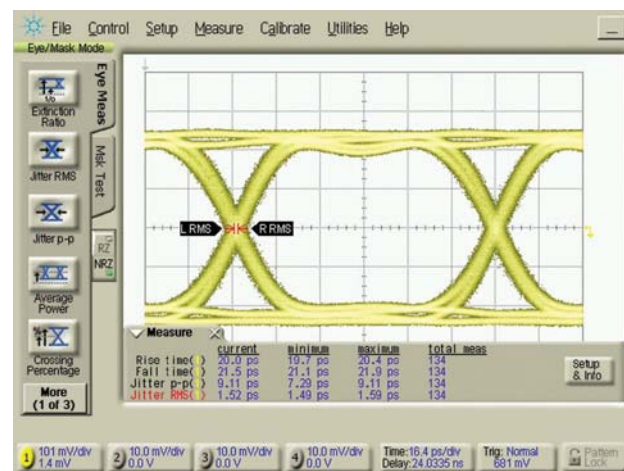 File Control Setup Measure Calibrate Utilities Help
Eye/Mask Mode
Eye Meas
Msk Test
Extinction
Ratio
Jitter RMS
Jitter p-p
RZ
NRZ
Average
Power
Crossing
Percentage
More
(1 of 3)
L RMS R RMS
Measure
current minimum maximum total meas
Rise time(1) 20.0 ps 19.7 ps 20.4 ps 134
Fall time(1) 21.5 ps 21.1 ps 21.9 ps 134
Jitter p-p(1) 9.11 ps 7.29 ps 9.11 ps 134
Jitter RMS(1) 1.52 ps 1.49 ps 1.59 ps 134
Setup
& Info
1 101 mV/div
1.4 mV
2 10.0 mV/div
0.0 V
3 10.0 mV/div
0.0 V
4 10.0 mV/div
0.0 V
Time:16.4 ps/div
Delay:24.0335 ns
Trig: Normal
681 mV
Pattern
Lock